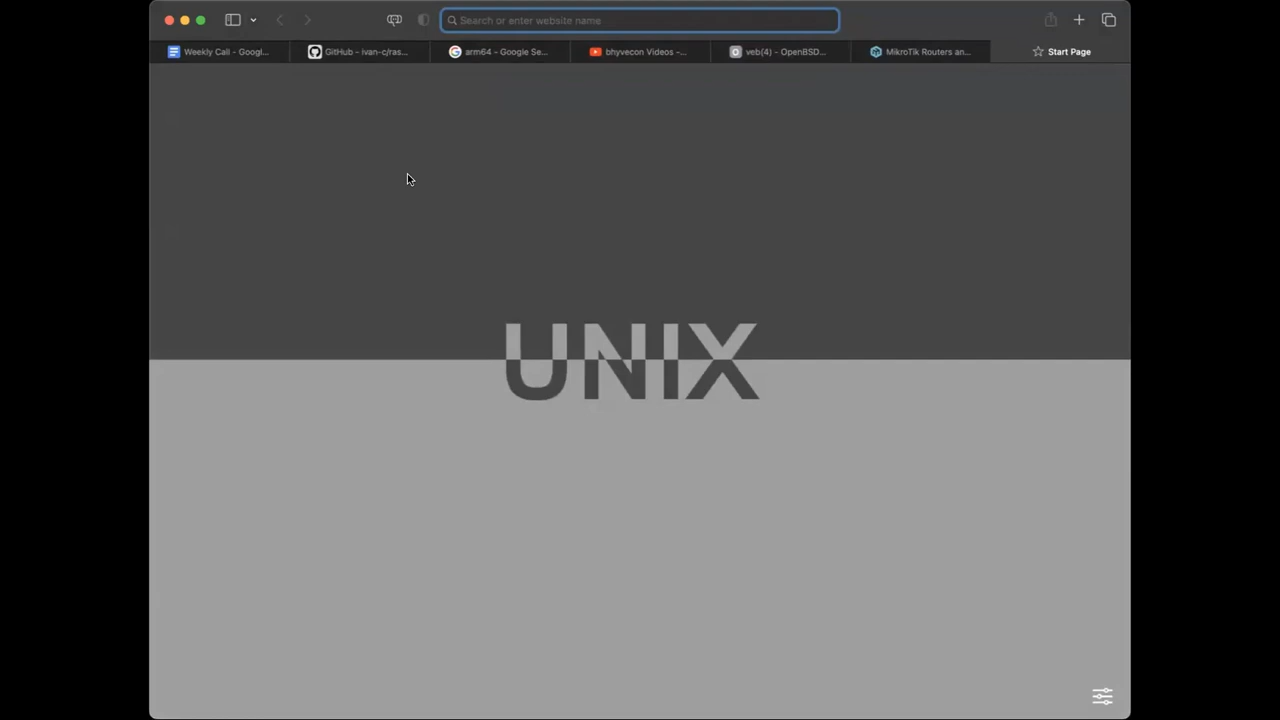 Search or enter website name
Weekly Call - Googl...
GitHub - ivan-c/ras...
arm64 - Google Se...
bhyvecon Videos -...
veb(4) - OpenBSD...
MikroTik Routers an...
Start Page
UNIX